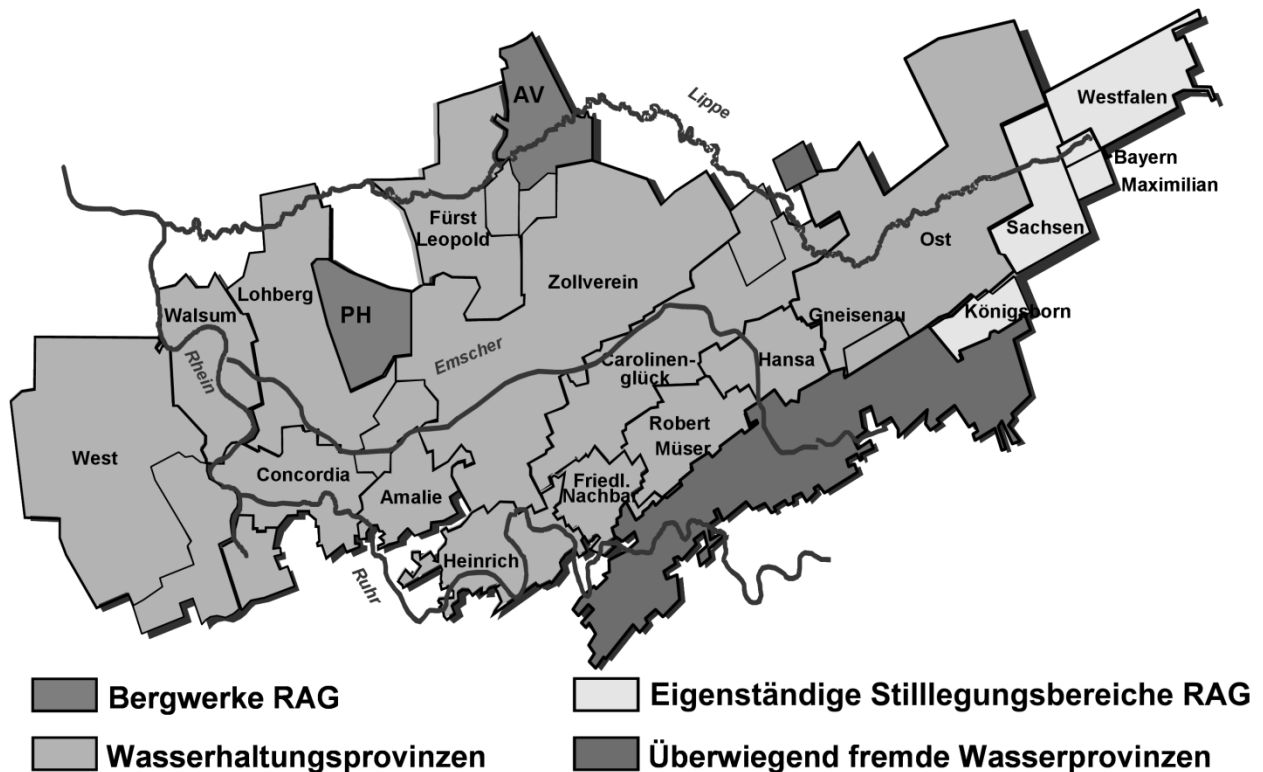 AV
Lippe
Westfalen
Bayern
Maximilian
Fürst
Leopold
Sachsen
Ost
Zollverein
Lohberg
Walsum
PH
Königsborn
Gneisenau
Rhein
Emscher
Carolinen-
glück
Hansa
Robert
Müser
West
Concordia
Amalie
Friedl.
Nachba
Heinrich
Ruhr
Bergwerke RAG
Eigenständige Stilllegungsbereiche RAG
Wasserhaltungsprovinzen
Überwiegend fremde Wasserprovinzen